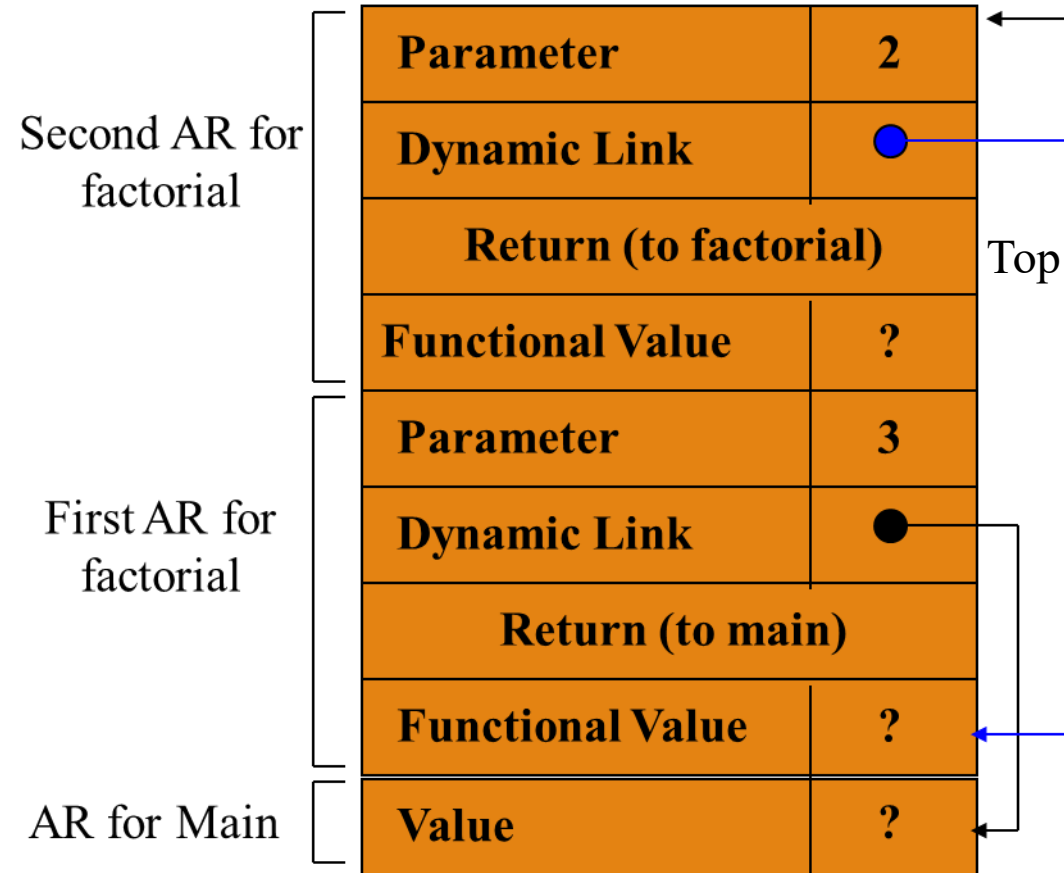 Second AR for
factorial
Parameter 2
Dynamic Link
Return (to factorial)
Top
Functional Value ?
First AR for
factorial
Parameter 3
Dynamic Link
Return (to main)
Functional Value ?
AR for Main
Value ?